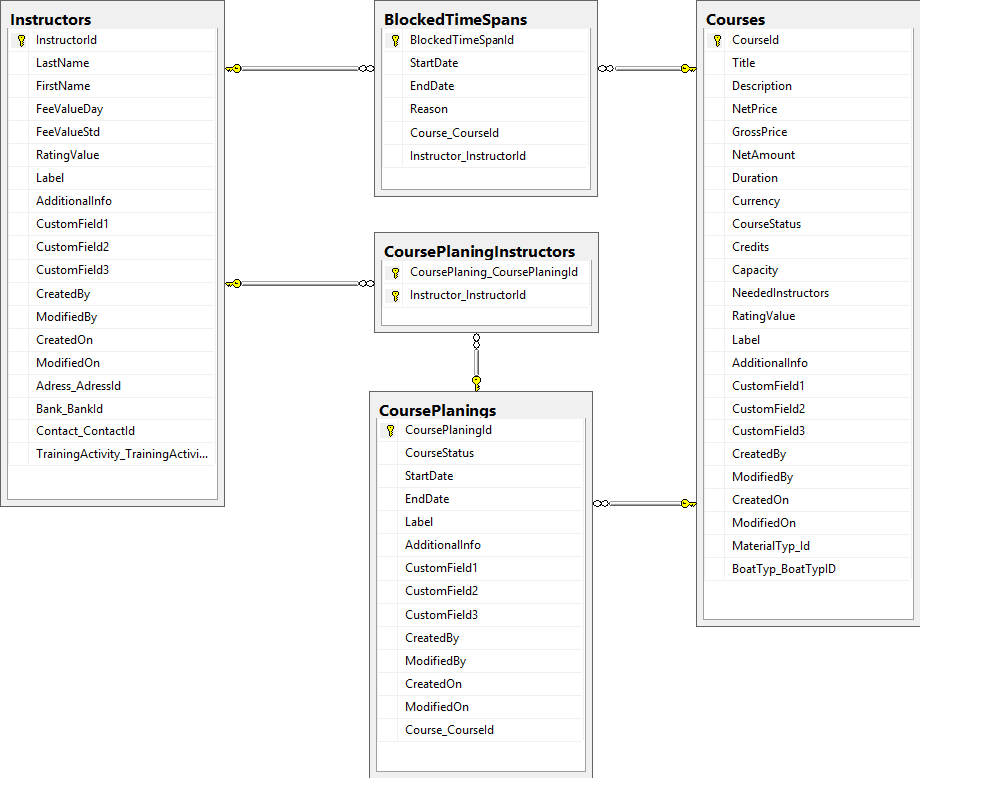 Instructors
InstructorId
LastName
FirstName
FeeValueDay
FeeValueStd
RatingValue
Label
AdditionalInfo
CustomField1
CustomField2
CustomField3
CreatedBy
ModifiedBy
CreatedOn
ModifiedOn
Adress_AdressId
Bank_BankId
Contact_ContactId
TrainingActivity_TrainingActivi...
BlockedTimeSpans
BlockedTimeSpanId
StartDate
EndDate
Reason
Course_CourseId
Instructor_InstructorId
CoursePlaningInstructors
CoursePlaning_CoursePlaningId
Instructor_InstructorId
CoursePlanings
CoursePlaningId
CourseStatus
StartDate
EndDate
Label
AdditionalInfo
CustomField1
CustomField2
CustomField3
CreatedBy
ModifiedBy
CreatedOn
ModifiedOn
Course_CourseId
Courses
CourseId
Title
Description
NetPrice
GrossPrice
NetAmount
Duration
Currency
CourseStatus
Credits
Capacity
NeededInstructors
RatingValue
Label
AdditionalInfo
CustomField1
CustomField2
CustomField3
CreatedBy
ModifiedBy
CreatedOn
ModifiedOn
MaterialTyp_Id
BoatTyp_BoatTypID